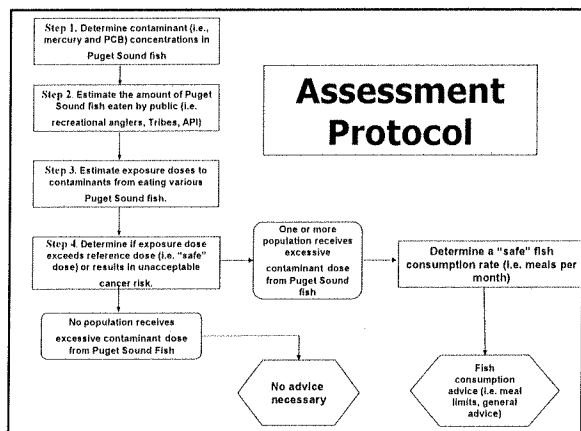 Step 1. Determine contaminant (i.e.,
mercury and PCB) concentrations in
Puget Sound fish
Step 2. Estimate the amount of Puget
Sound fish eaten by public (i.e.
recreational anglers, Tribes, API)
Step 3. Estimate exposure doses to
contaminants from eating various
Puget Sound fish.
Step 4. Determine if exposure dose
exceeds reference dose (i.e. "safe"
dose) or results in unacceptable
cancer risk.
Assessment
Protocol
One or more
population receives
excessive
contaminant dose
from Puget Sound
fish
Determine a "safe" fish
consumption rate (i.e. meals per
month)
No population receives
excessive contaminant dose
from Puget Sound Fish
No advice
necessary
Fish
consumption
advice (i.e. meal
limits, general
advice)